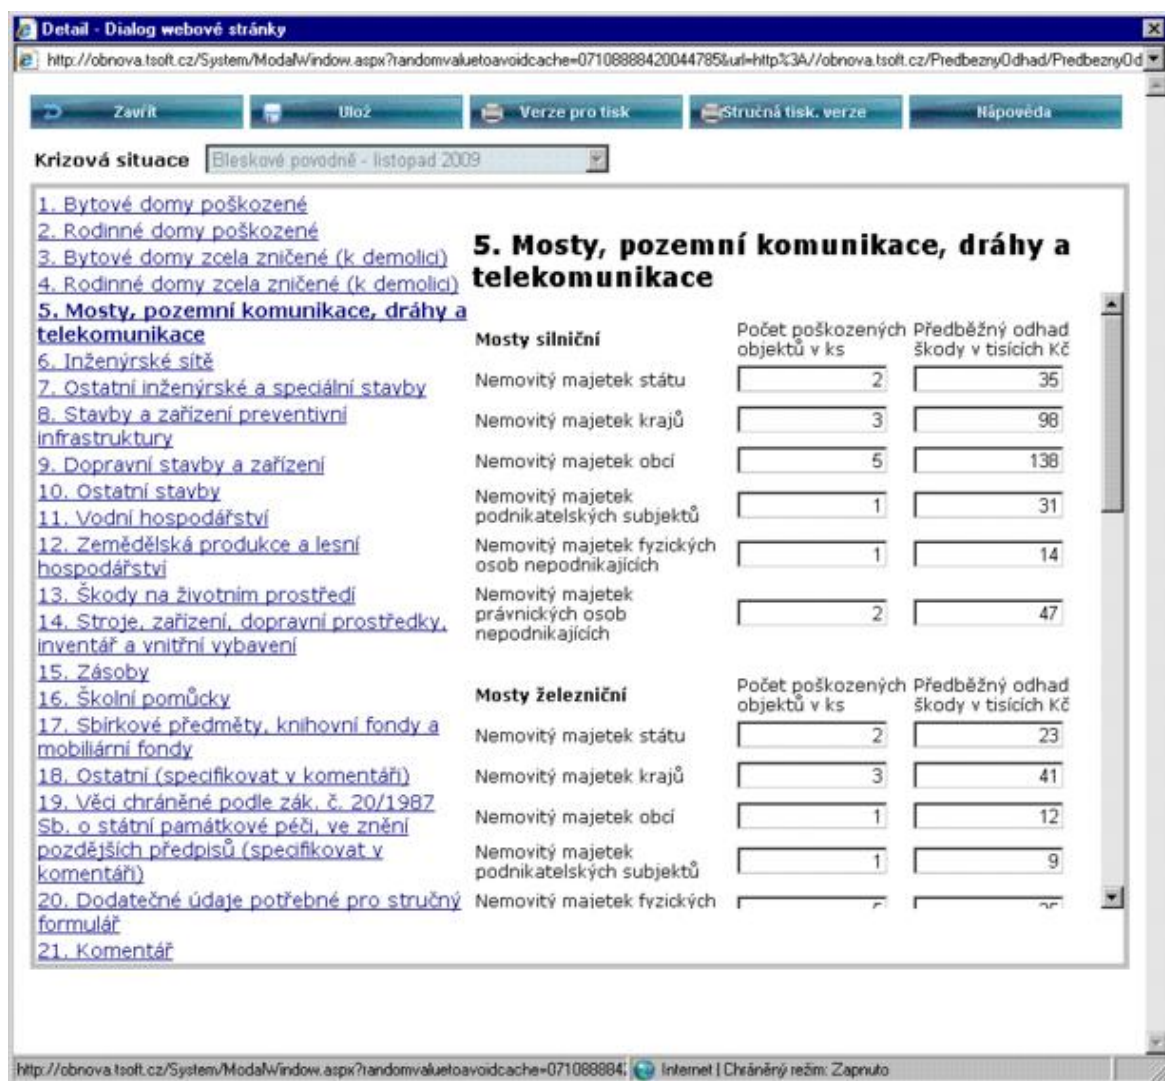 Detail - Dialog webové stránky
http://obnova.tsoft.cz/System/ModalWindow.aspx?randomvaluetoavoidcache=07108888420044785&url=http%3A//obnova.tsoft.cz/PredbeznyOdhad/PredbeznyOd
Zavřít
Ulož
Verze pro tisk
Stručná tisk. verze
Nápověda
Krizová situace Bleskové povodně - listopad 2009
1. Bytové domy poškozené
2. Rodinné domy poškozené
3. Bytové domy zcela zničené (k demolici)
4. Rodinné domy zcela zničené (k demolici)
5. Mosty, pozemní komunikace, dráhy a
telekomunikace
6. Inženýrské sítě
7. Ostatní inženýrské a speciální stavby
8. Stavby a zařízení preventivní
infrastruktury
9. Dopravní stavby a zařízení
10. Ostatní stavby
11. Vodní hospodářství
12. Zemědělská produkce a lesní
hospodářství
13. Škody na životním prostředí
14. Stroje, zařízení, dopravní prostředky,
inventář a vnitřní vybavení
15. Zásoby
16. Školní pomůcky
17. Sbírkové předměty, knihovní fondy a
mobiliární fondy
18. Ostatní (specifikovat v komentáři)
19. Věci chráněné podle zák. č. 20/1987
Sb. o státní památkové péči, ve znění
pozdějších předpisů (specifikovat v
komentáři)
20. Dodatečné údaje potřebné pro stručný
formulář
21. Komentář
5. Mosty, pozemní komunikace, dráhy a
telekomunikace
Mosty silniční
Počet poškozených
objektů v ks
Předběžný odhad
škody v tisících Kč
Nemovitý majetek státu 2 35
Nemovitý majetek krajů 3 98
Nemovitý majetek obcí 5 138
Nemovitý majetek
podnikatelských subjektů 1 31
Nemovitý majetek fyzických
osob nepodnikajících 1 14
Nemovitý majetek
právnických osob 2 47
nepodnikajících
Mosty železniční
Počet poškozených
objektů v ks
Předběžný odhad
škody v tisících Kč
Nemovitý majetek státu 2 23
Nemovitý majetek krajů 3 41
Nemovitý majetek obcí 1 12
Nemovitý majetek
podnikatelských subjektů 1 9
Nemovitý majetek fyzických
http://obnova.tsoft.cz/System/ModalWindow.aspx?randomvaluetoavoidcache=071088884
Internet | Chráněný režim: Zapnuto